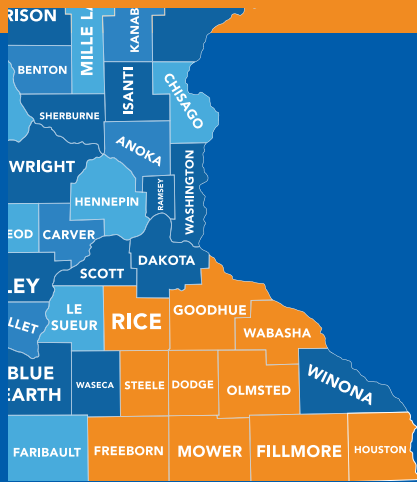 RISON
MILLE LA
KANAB
BENTON
ISANTI
CHISAGO
SHERBURNE
ANOKA
WRIGHT
RAMSEY
WASHINGTON
HENNEPIN
EOD
CARVER
DAKOTA
SCOTT
LEY
LE
SUEUR
RICE
GOODHUE
LLET
WABASHA
BLUE
EARTH
WASECA
STEELE
DODGE
OLMSTED
WINONA
FARIBAULT
FREEBORN
MOWER
FILLMORE
HOUSTON